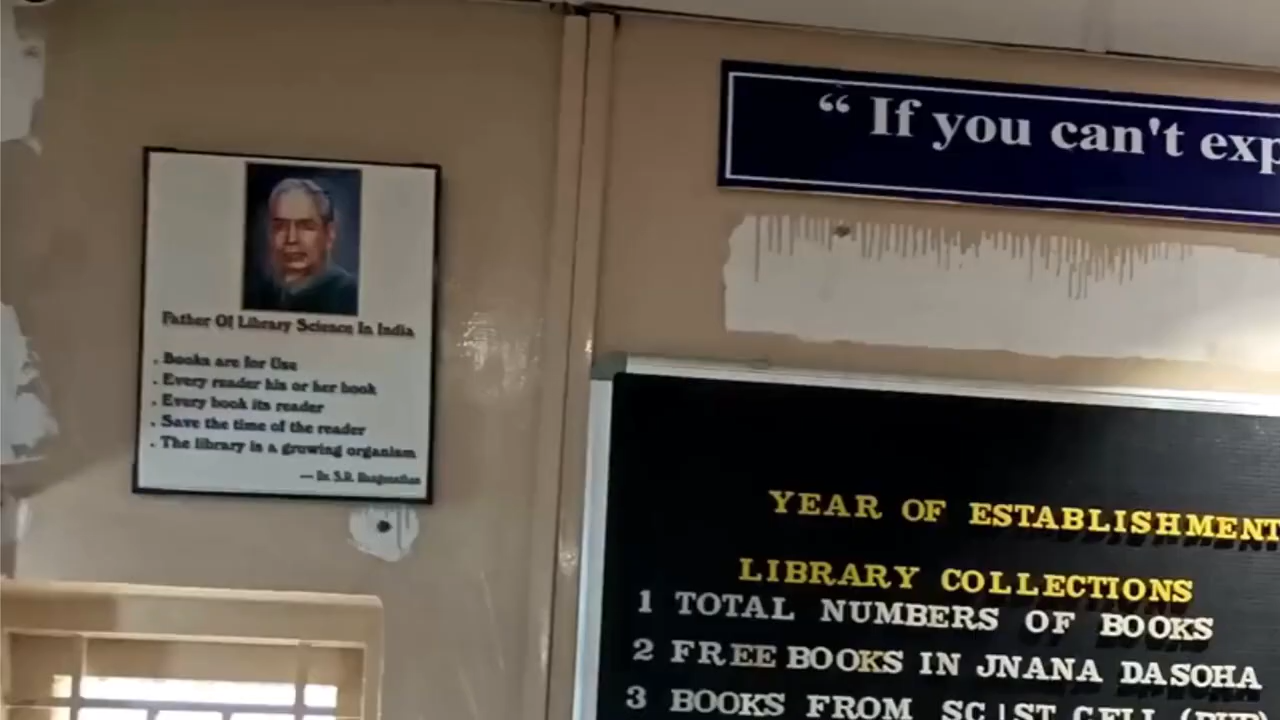 Father Of Library Science In India
. Books are for Use
. Every reader his or her book
. Every book its reader
. Save the time of the reader
. The library is a growing organism
— Dr. S.R.
“ If you can't exp
YEAR OF ESTABLISHMENT
LIBRARY COLLECTIONS
1 TOTAL NUMBERS OF BOOKS
2 FREE BOOKS IN JNANA DASOHA
3 BOOKS FROM SC|ST CELL